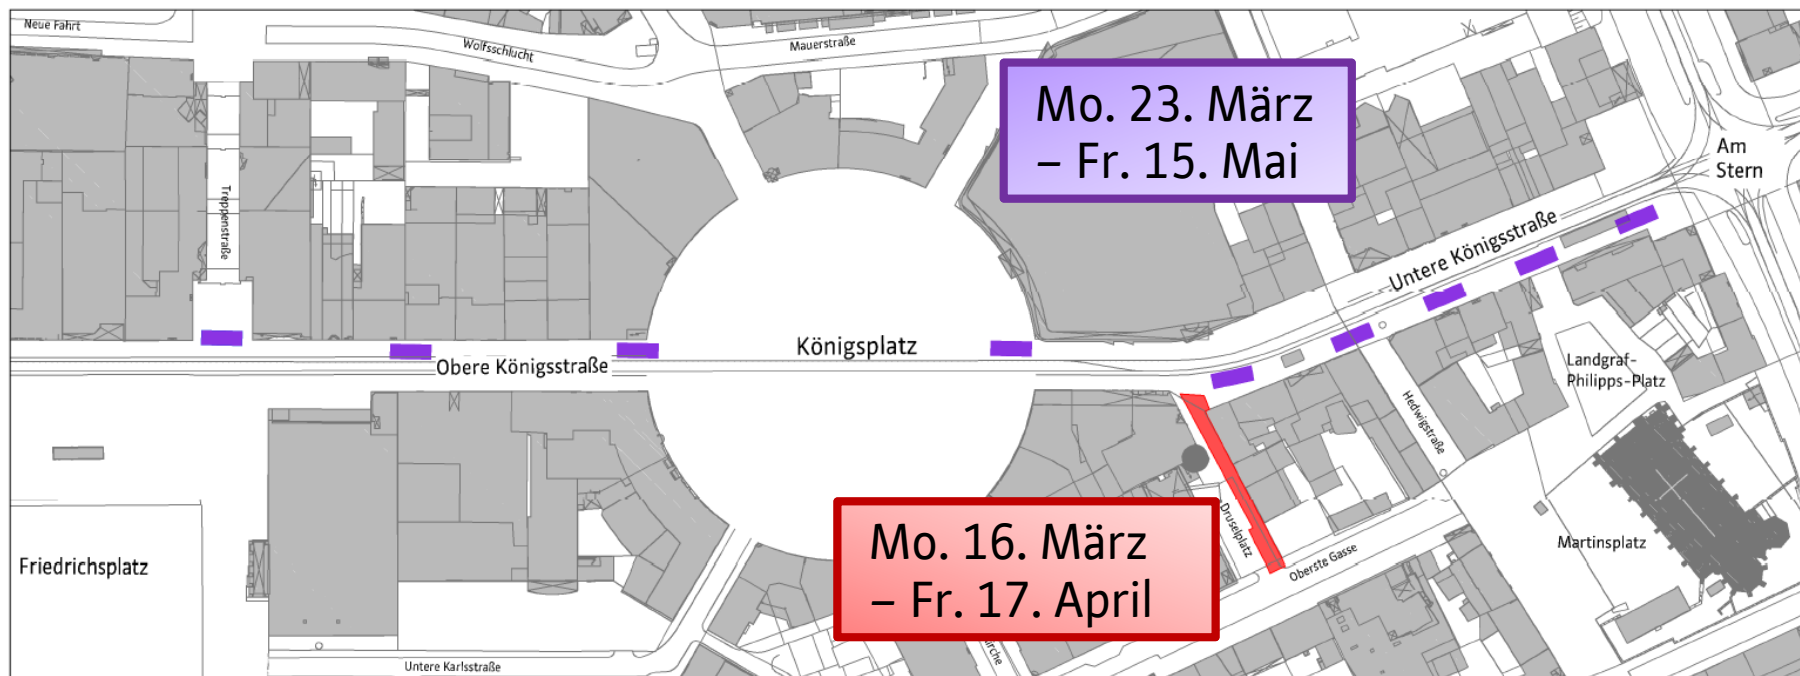 Neue Fahrt
Wolfsschlucht
Mauerstraße
Mo. 23. März
– Fr. 15. Mai
Am
Stern
Treppenstraße
Untere Königsstraße
Königsplatz
Obere Königsstraße
Landgraf-
Philipps-Platz
Hedwigstraße
Druselplatz
Mo. 16. März
– Fr. 17. April
Martinsplatz
Oberste Gasse
Friedrichsplatz
Untere Karlsstraße